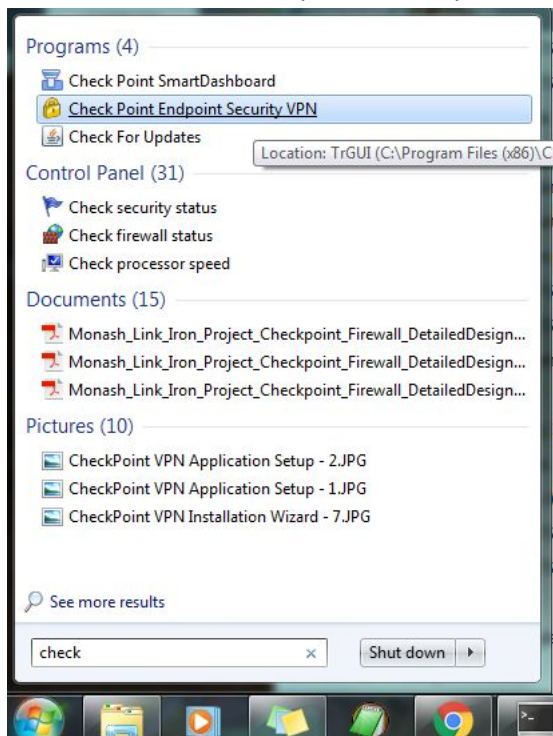 Programs (4)
Check Point SmartDashboard
Check Point Endpoint Security VPN
Check For Updates
Location: TrGUI (C:\Program Files (x86)\C
Control Panel (31)
Check security status
Check firewall status
Check processor speed
Documents (15)
Monash_Link_Iron_Project_Checkpoint_Firewall_DetailedDesign...
Monash_Link_Iron_Project_Checkpoint_Firewall_DetailedDesign...
Monash_Link_Iron_Project_Checkpoint_Firewall_DetailedDesign...
Pictures (10)
CheckPoint VPN Application Setup - 2.JPG
CheckPoint VPN Application Setup - 1.JPG
CheckPoint VPN Installation Wizard - 7.JPG
See more results
check
Shut down